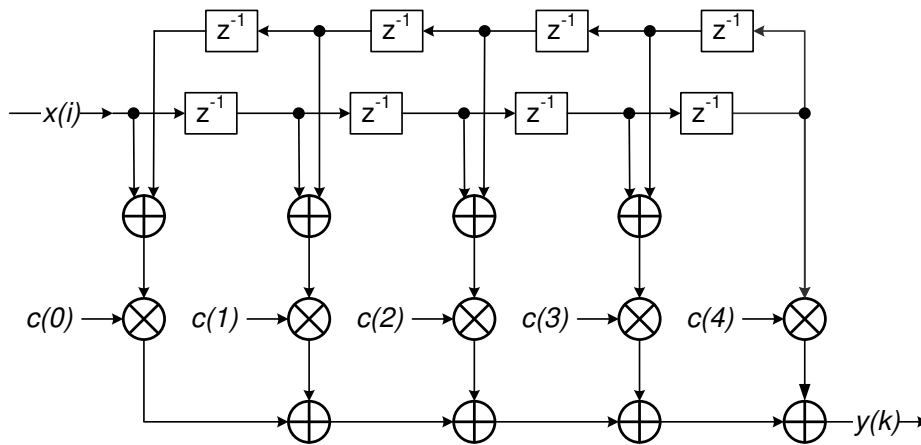 z⁻¹ z⁻¹ z⁻¹ z⁻¹
x(i) z⁻¹ z⁻¹ z⁻¹ z⁻¹
c(0) c(1) c(2) c(3) c(4)
y(k)